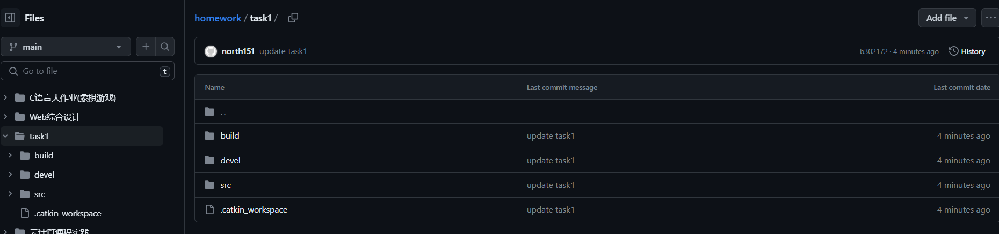 Files
homework / task1 /
Add file
main
north151 update task1
b302172 · 4 minutes ago
History
Go to file
t
Name
Last commit message
Last commit date
C语言大作业(象棋游戏)
Web综合设计
task1
build
devel
src
.catkin_workspace
云计算课程实践
..
build
update task1
4 minutes ago
devel
update task1
4 minutes ago
src
update task1
4 minutes ago
.catkin_workspace
update task1
4 minutes ago